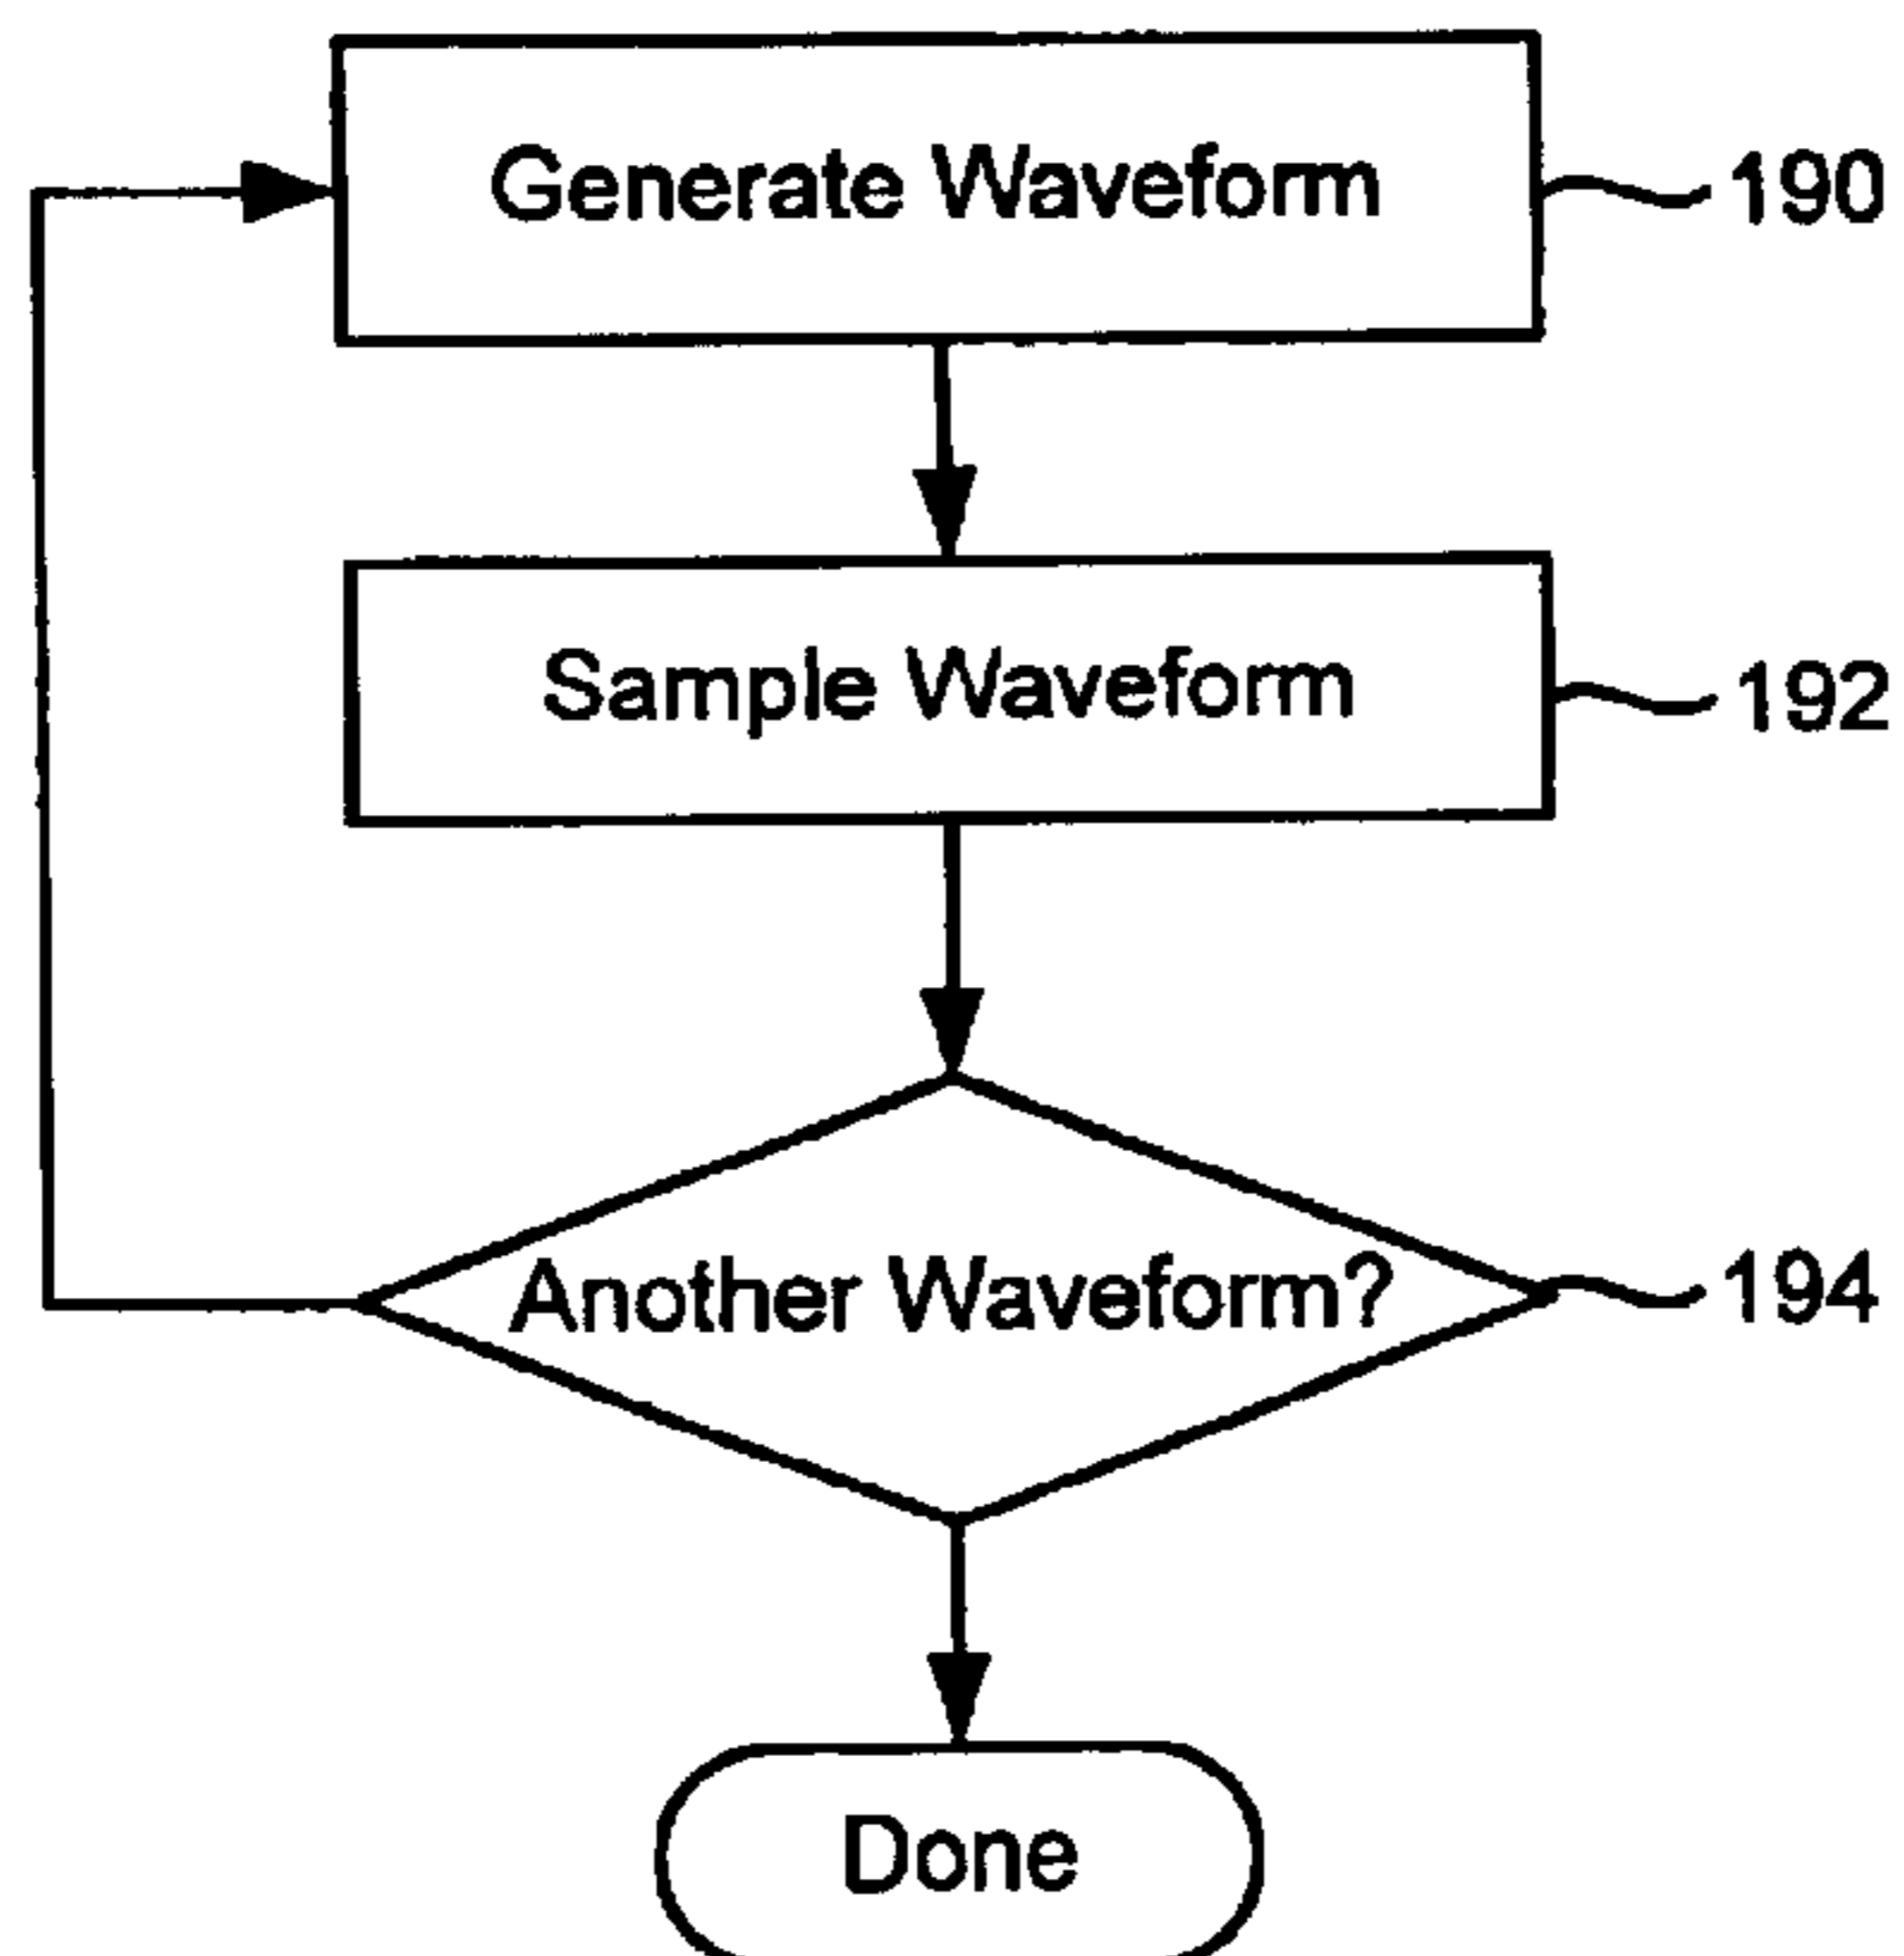 Generate Waveform
190
Sample Waveform
192
Another Waveform?
194
Done